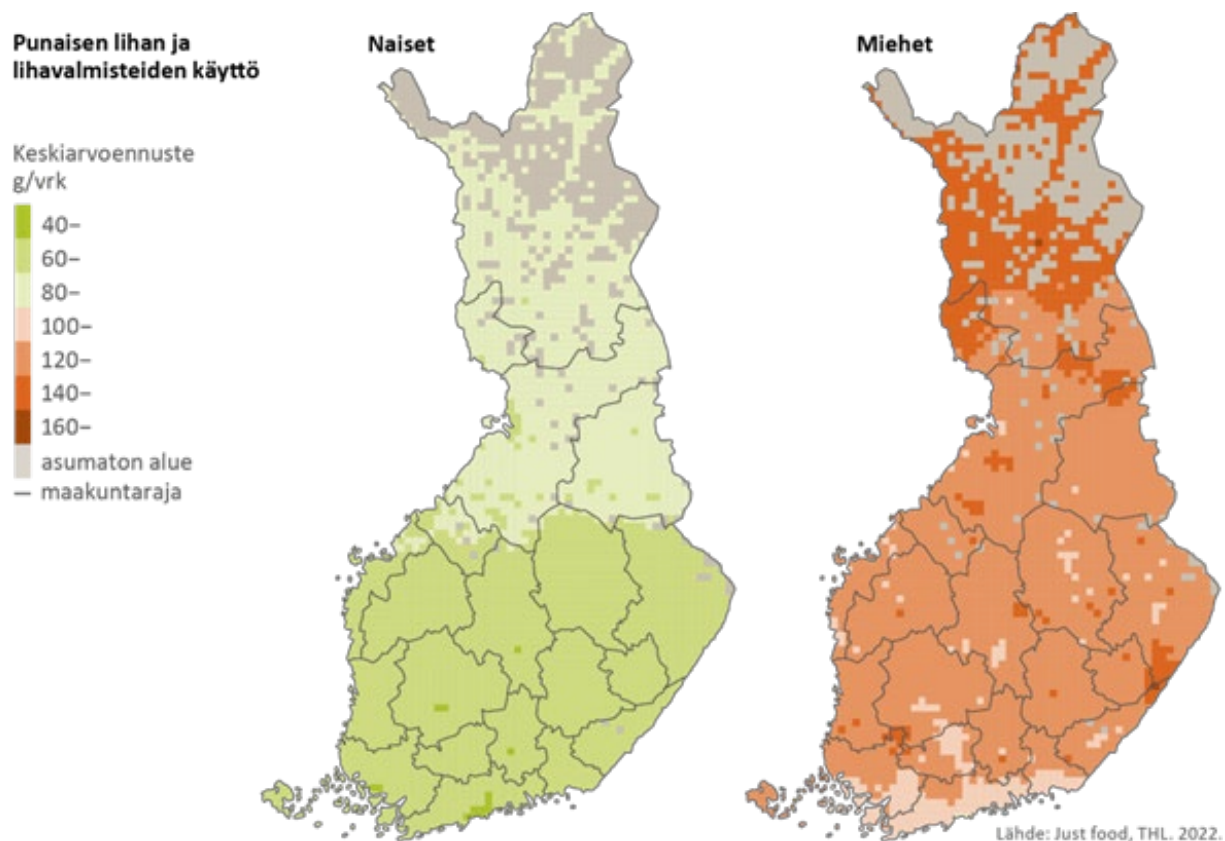 Punaisen lihan ja
lihavalmisteiden käyttö
Keskiarvoennuste
g/vrk
40–
60–
80–
100–
120–
140–
160–
asumaton alue
maakuntaraja
Naiset
Miehet
Lähde: Just food, THL. 2022.